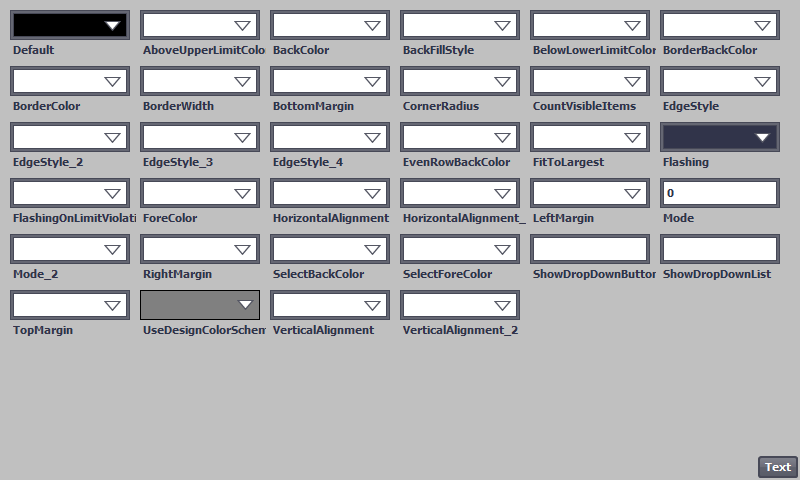 Default AboveUpperLimitColo BackColor BackFillStyle BelowLowerLimitColor BorderBackColor
BorderColor BorderWidth BottomMargin CornerRadius CountVisibleItems EdgeStyle
EdgeStyle_2 EdgeStyle_3 EdgeStyle_4 EvenRowBackColor FitToLargest Flashing
0
FlashingOnLimitViolati ForeColor HorizontalAlignment HorizontalAlignment_ LeftMargin Mode
Mode_2 RightMargin SelectBackColor SelectForeColor ShowDropDownButton ShowDropDownList
TopMargin UseDesignColorSchem VerticalAlignment VerticalAlignment_2
Text